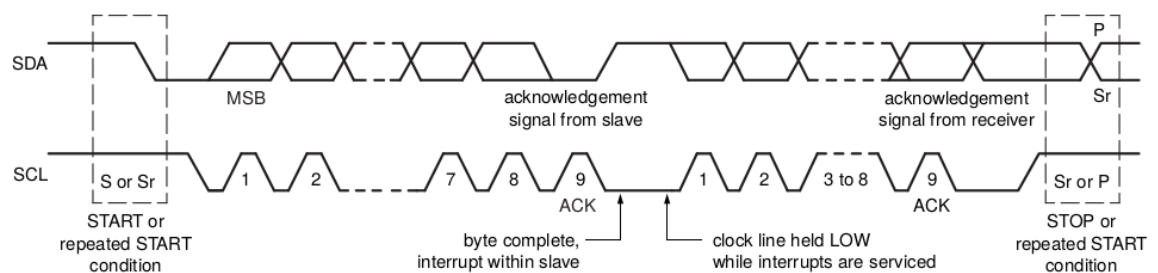 P
SDA
MSB
acknowledgement
signal from slave
acknowledgement
signal from receiver
Sr
SCL
S or Sr
1
2
7
8
9
1
2
3 to 8
9
Sr or P
ACK
ACK
START or
repeated START
condition
byte complete,
interrupt within slave
clock line held LOW
while interrupts are serviced
STOP or
repeated START
condition